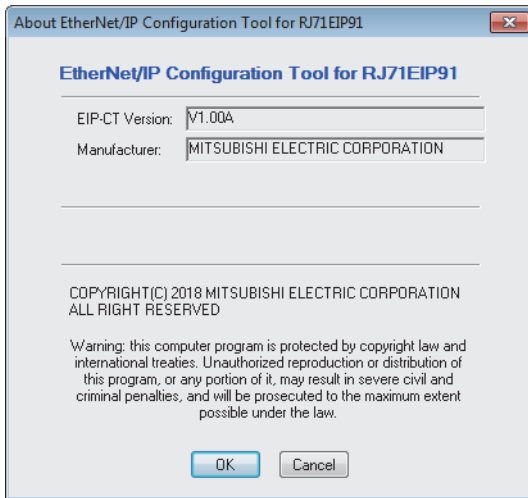 About EtherNet/IP Configuration Tool for RJ71EIP91
EtherNet/IP Configuration Tool for RJ71EIP91
EIP-CT Version: V1.00A
Manufacturer: MITSUBISHI ELECTRIC CORPORATION
COPYRIGHT(C) 2018 MITSUBISHI ELECTRIC CORPORATION
ALL RIGHT RESERVED
Warning: this computer program is protected by copyright law and
international treaties. Unauthorized reproduction or distribution of
this program, or any portion of it, may result in severe civil and
criminal penalties, and will be prosecuted to the maximum extent
possible under the law.
OK Cancel